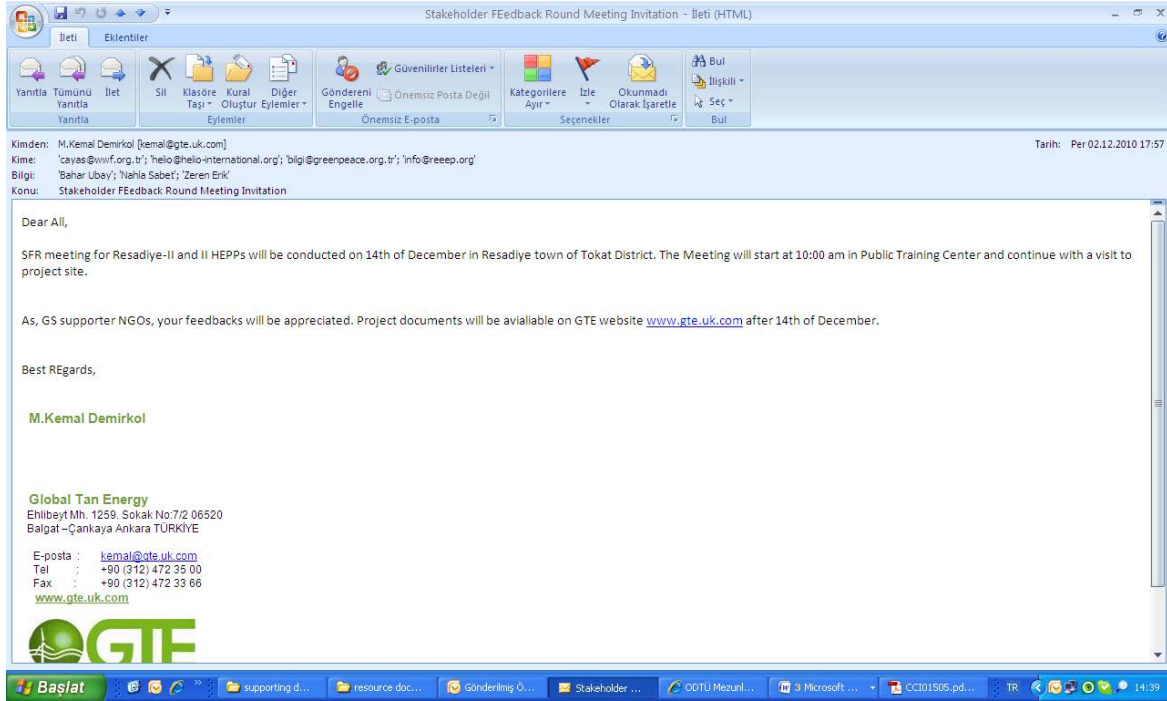 Stakeholder FEedback Round Meeting Invitation - İleti (HTML)
İleti Eklentiler
Yanıtla Tümünü Yanıtla İlet
Sil Klasöre Taşı Kural Oluştur Diğer Eylemler
Göndereni Engelle Güvenilirler Listeleri Önemsiz Posta Değil
Kategorilere Ayır İzle Okunmadı Olarak İşaretle
Bul İlişkili Seç
Yanıtla Eylemler Önemsiz E-posta Seçenekler Bul
Kimden: M.Kemal Demirkol [kemal@gte.uk.com] Tarih: Per 02.12.2010 17:57
Kime: 'cayas@wwf.org.tr'; 'helio@helio-international.org'; 'bilgi@greenpeace.org.tr'; 'info@reeep.org'
Bilgi: 'Bahar Ubay'; 'Nahla Sabet'; 'Zeren Erik'
Konu: Stakeholder FEedback Round Meeting Invitation
Dear All,
SFR meeting for Resadiye-II and II HEPPs will be conducted on 14th of December in Resadiye town of Tokat District. The Meeting will start at 10:00 am in Public Training Center and continue with a visit to
project site.
As, GS supporter NGOs, your feedbacks will be appreciated. Project documents will be avialiable on GTE website www.gte.uk.com after 14th of December.
Best REgards,
M.Kemal Demirkol
Global Tan Energy
Ehlibeyt Mh. 1259. Sokak No:7/2 06520
Balgat –Çankaya Ankara TÜRKİYE
E-posta : kemal@gte.uk.com
Tel : +90 (312) 472 35 00
Fax : +90 (312) 472 33 66
www.gte.uk.com
GTE
Başlat supporting d... resource doc... Gönderilmiş Ö... Stakeholder ... ODTÜ Mezunl... 3 Microsoft ... CCI01505.pd... TR 14:39